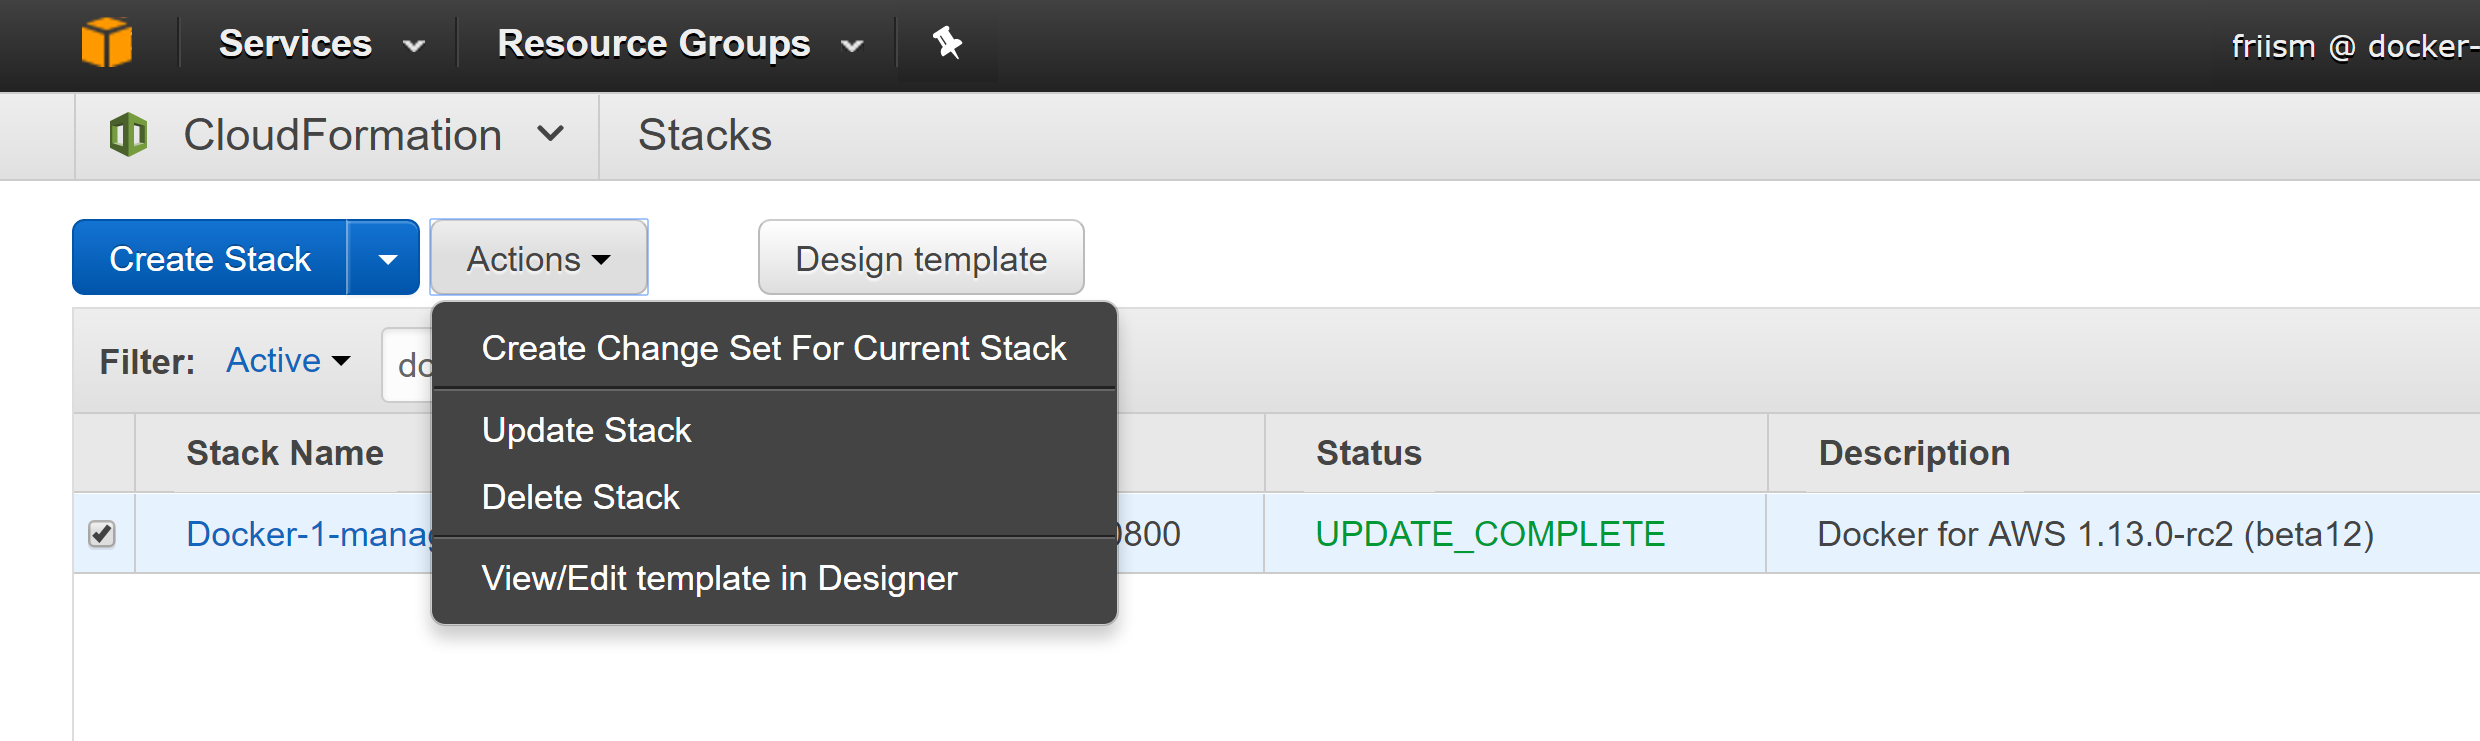 Services Resource Groups friism @ docker-
CloudFormation Stacks
Create Stack Actions Design template
Create Change Set For Current Stack
Filter: Active do
Update Stack
Stack Name Status Description
Delete Stack
Docker-1-manag 0800 UPDATE_COMPLETE Docker for AWS 1.13.0-rc2 (beta12)
View/Edit template in Designer